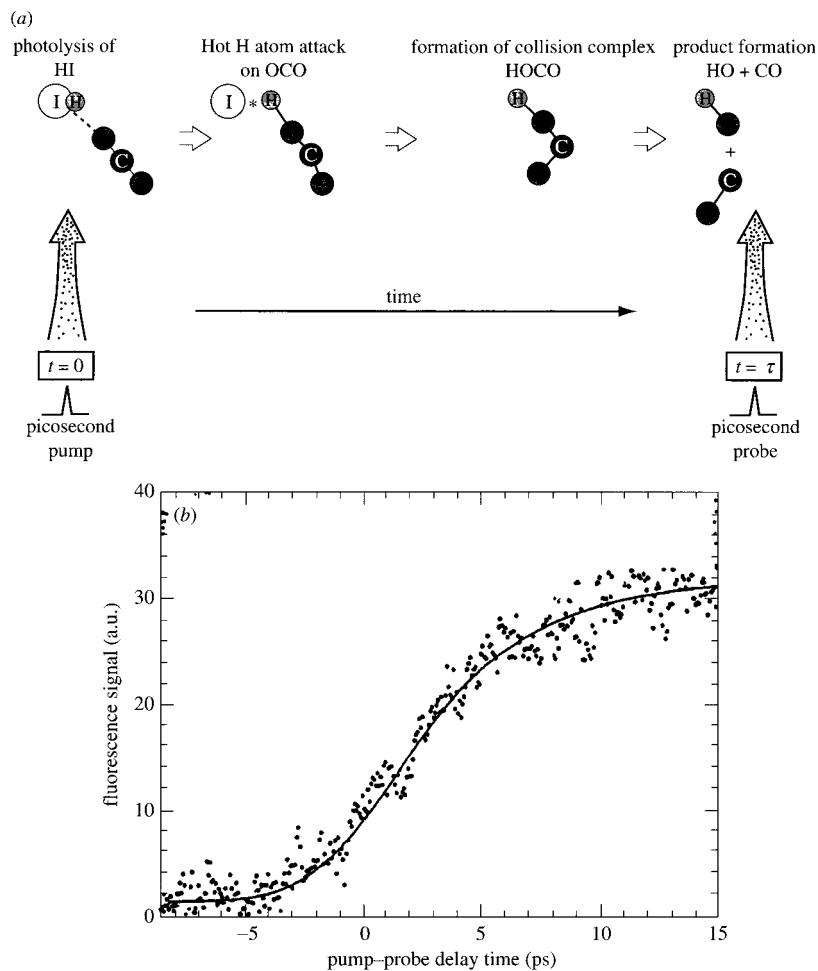 (a)
photolysis of
HI
Hot H atom attack
on OCO
formation of collision complex
HOCO
product formation
HO + CO
I H
C
I * H
C
H
C
H
+
C
time
t = 0
t = τ
picosecond
pump
picosecond
probe
(b)
40
30
20
10
0
fluorescence signal (a.u.)
−5 0 5 10 15
pump–probe delay time (ps)